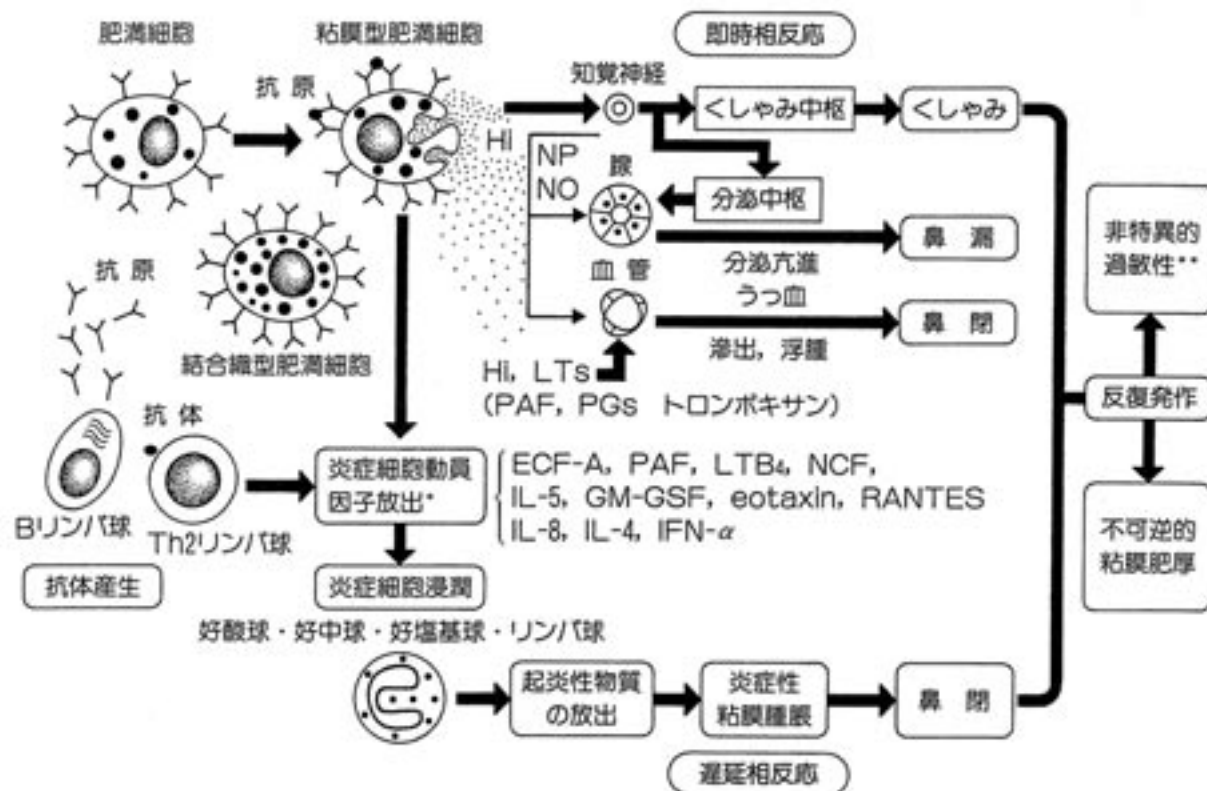 肥満細胞
粘膜型肥満細胞
即時相反応
抗原
知覚神経
くしゃみ中枢
くしゃみ
HI
NP
NO
腺
分泌中枢
鼻漏
分泌亢進
うっ血
血管
鼻閉
滲出，浮腫
Hi, LTs
(PAF, PGs トロンボキサン)
非特異的
過敏性**
反復発作
不可逆的
粘膜肥厚
抗原
結合織型肥満細胞
抗体
Bリンパ球
Th2リンパ球
抗体産生
炎症細胞動員
因子放出*
ECF-A, PAF, LTB4, NCF,
IL-5, GM-GSF, eotaxin, RANTES
IL-8, IL-4, IFN-α
炎症細胞浸潤
好酸球・好中球・好塩基球・リンパ球
起炎性物質
の放出
炎症性
粘膜腫脹
鼻閉
遅延相反応